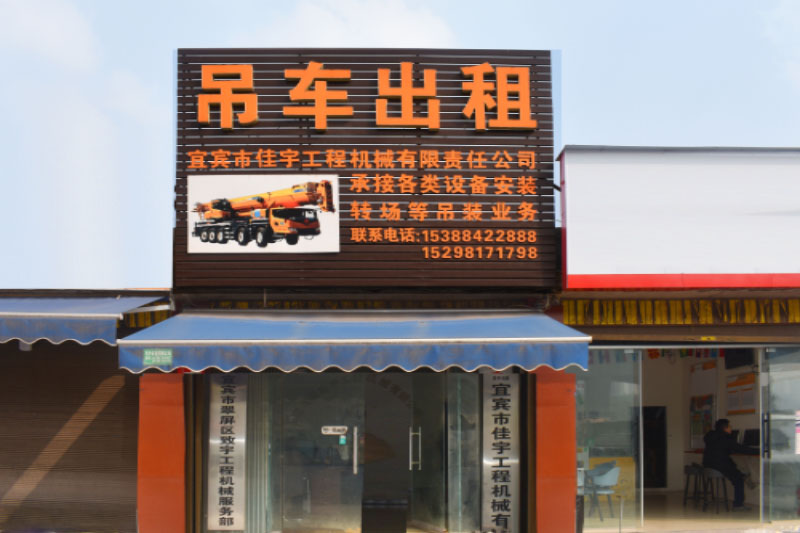 吊车出租
宜宾市佳宇工程机械有限责任公司
承接各类设备安装
转场等吊装业务
联系电话:15388422888
15298171798
宜宾市翠屏区致宇工程机械服务部
宜宾市佳宇工程机械有